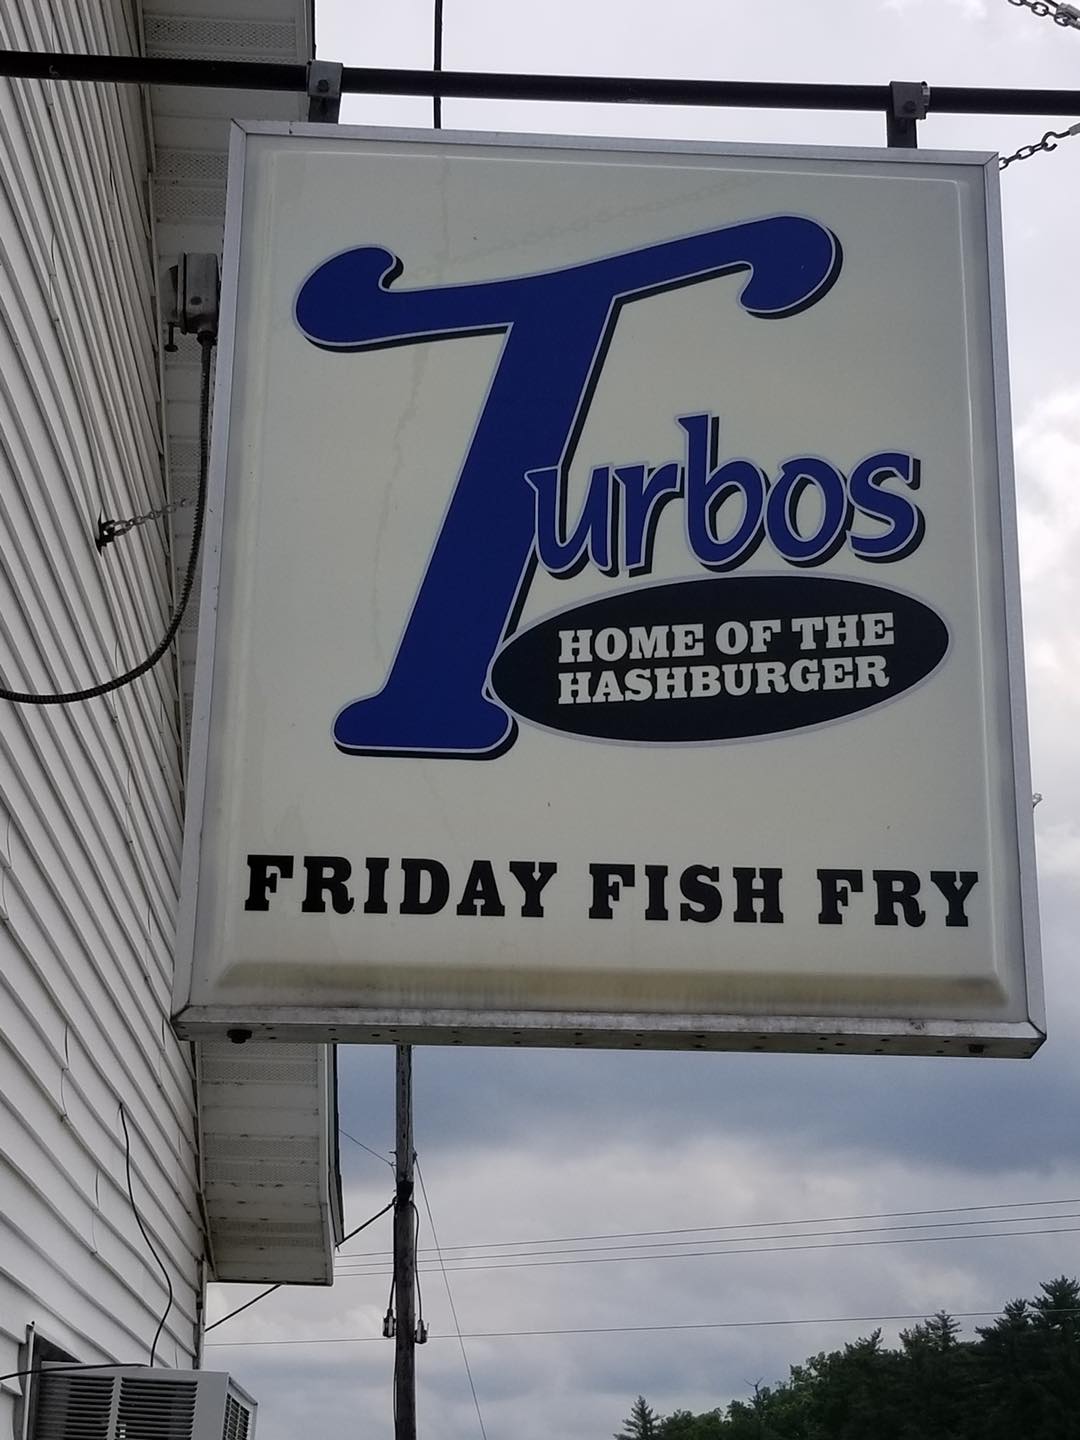 Turbos
HOME OF THE
HASHBURGER
FRIDAY FISH FRY